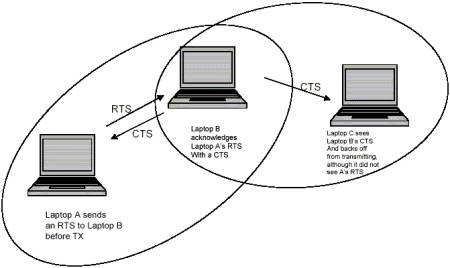 RTS
CTS
CTS
Laptop B
acknowledges
Laptop A's RTS
With a CTS
Laptop C sees
Laptop B's CTS
And backs off
from transmitting,
although it did not
see A's RTS
Laptop A sends
an RTS to Laptop B
before TX